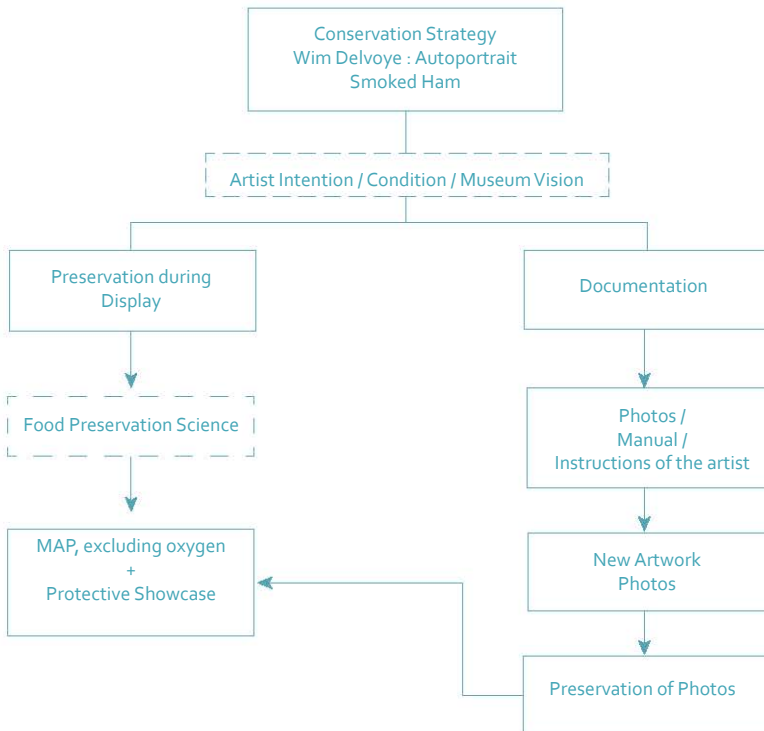 Conservation Strategy
Wim Delvoye : Autoportrait
Smoked Ham
Artist Intention / Condition / Museum Vision
Preservation during
Display
Documentation
Food Preservation Science
Photos /
Manual /
Instructions of the artist
MAP, excluding oxygen
+
Protective Showcase
New Artwork
Photos
Preservation of Photos